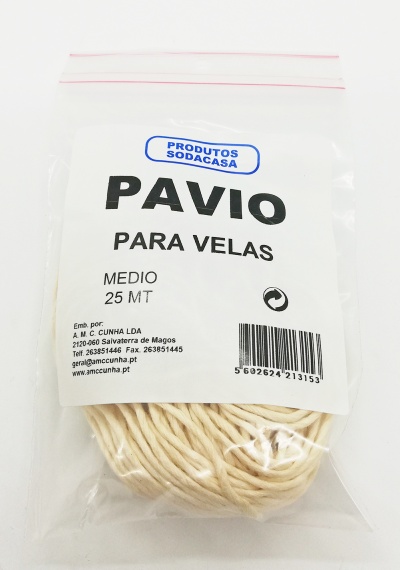 PRODUTOS
SODACASA
PAVIO
PARA VELAS
MEDIO
25 MT
Emb. por:
A. M. C. CUNHA LDA
2120-060 Salvaterra de Magos
Telf. 263851446 Fax. 263851445
geral@amccunha.pt
www.amccunha.pt
5 602624 213153